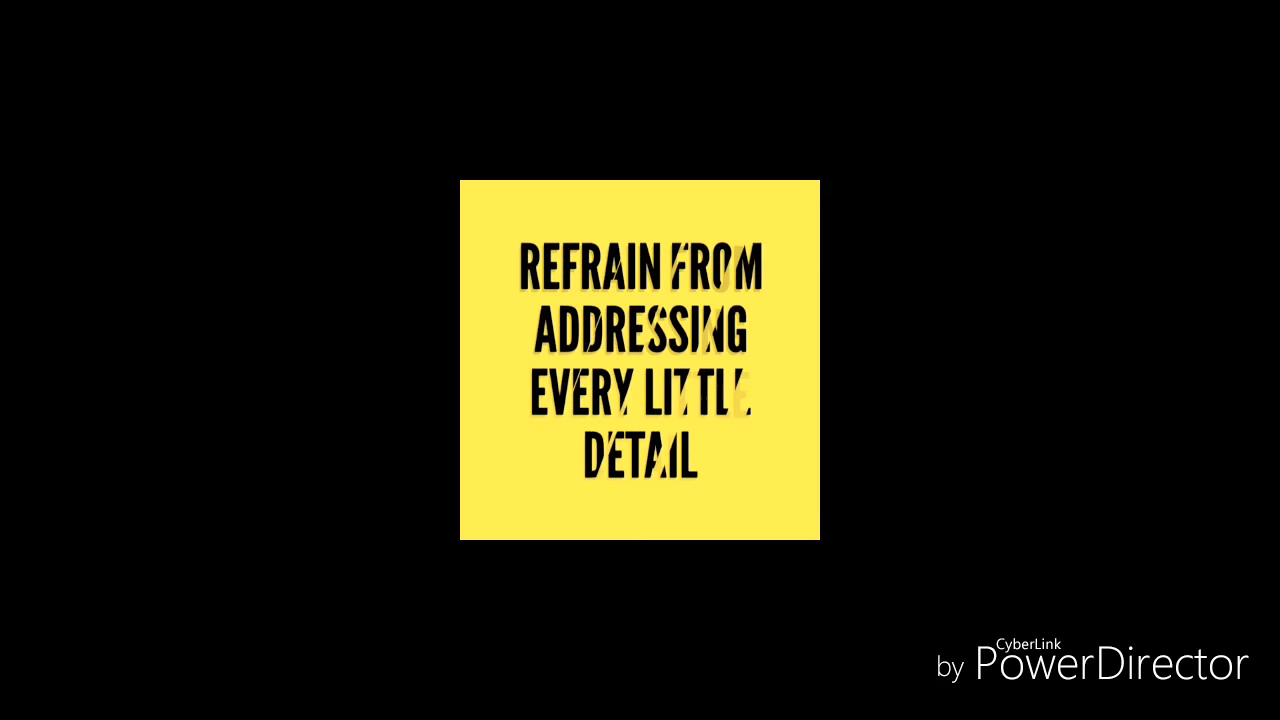 REFRAIN FROM
ADDRESSING
EVERY LITTLE
DETAIL
CyberLink
by PowerDirector